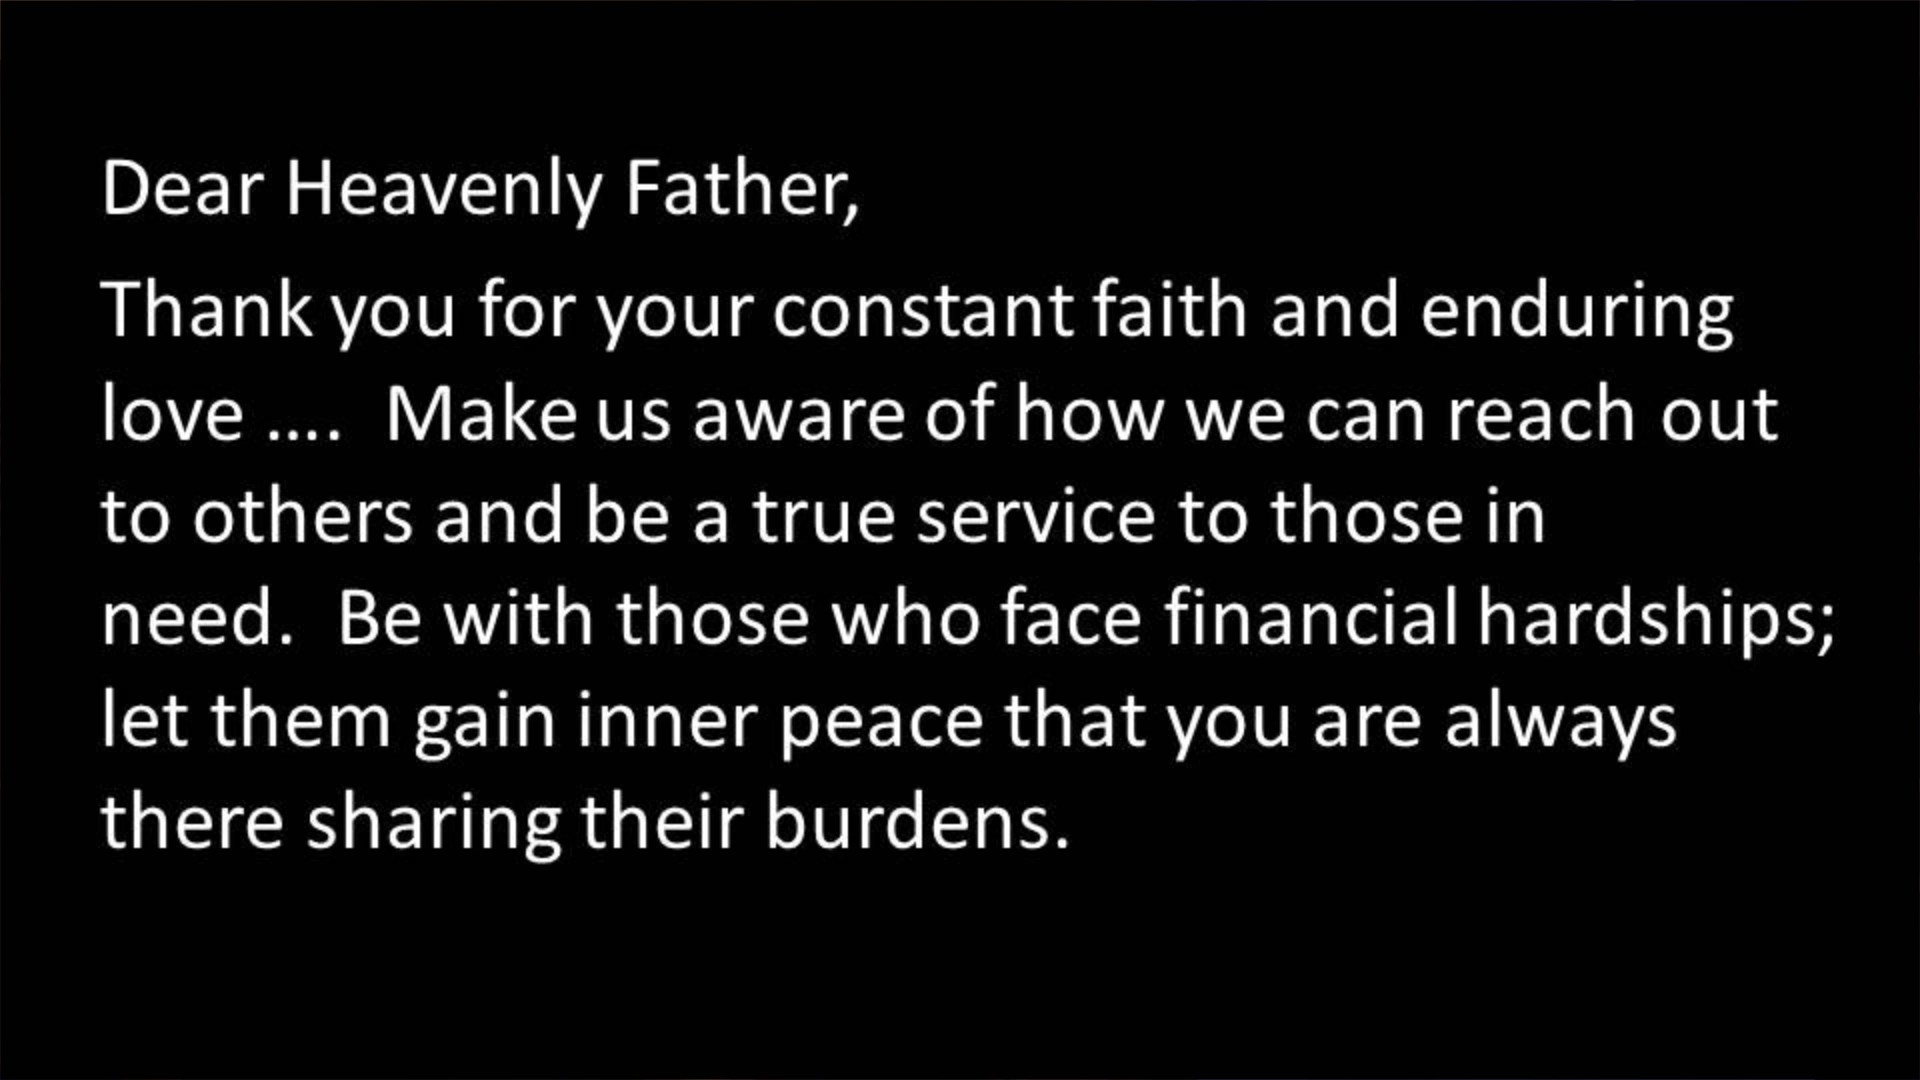 Dear Heavenly Father,
Thank you for your constant faith and enduring
love ....  Make us aware of how we can reach out
to others and be a true service to those in
need.  Be with those who face financial hardships;
let them gain inner peace that you are always
there sharing their burdens.